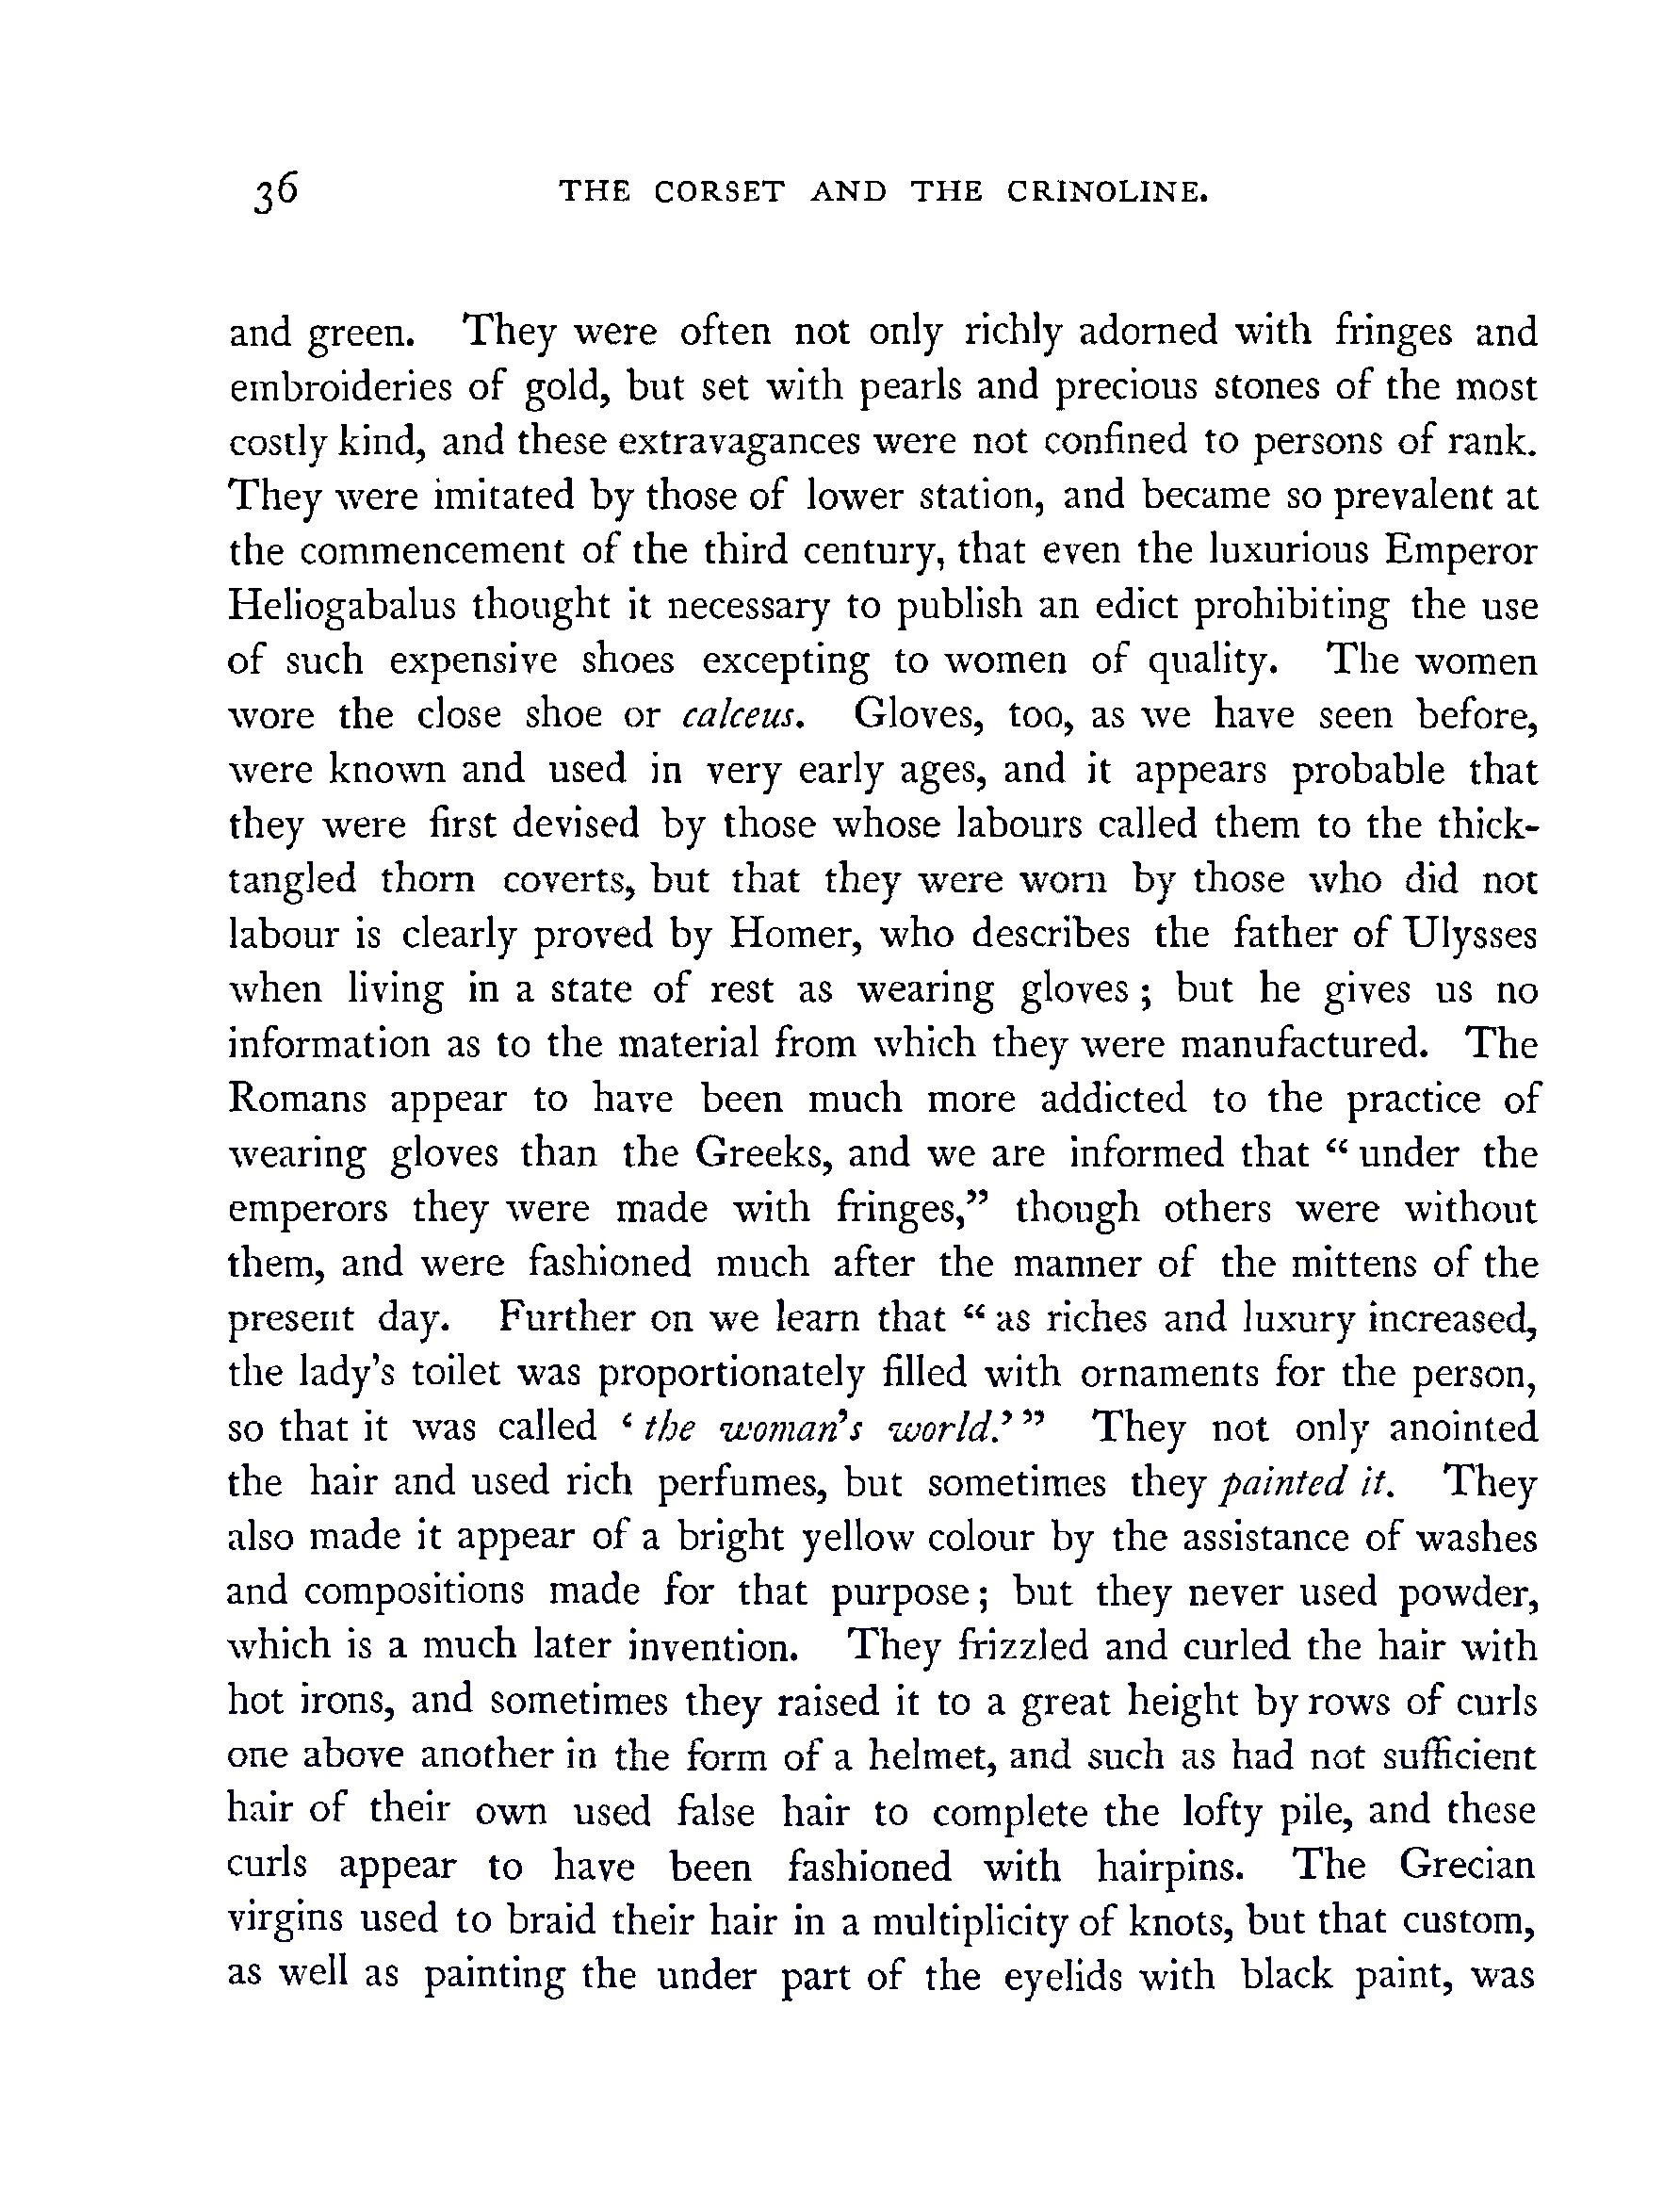 36 THE CORSET AND THE CRINOLINE.
and green. They were often not only richly adorned with fringes and
embroideries of gold, but set with pearls and precious stones of the most
costly kind, and these extravagances were not confined to persons of rank.
They were imitated by those of lower station, and became so prevalent at
the commencement of the third century, that even the luxurious Emperor
Heliogabalus thought it necessary to publish an edict prohibiting the use
of such expensive shoes excepting to women of quality. The women
wore the close shoe or calceus. Gloves, too, as we have seen before,
were known and used in very early ages, and it appears probable that
they were first devised by those whose labours called them to the thick-
tangled thorn coverts, but that they were worn by those who did not
labour is clearly proved by Homer, who describes the father of Ulysses
when living in a state of rest as wearing gloves; but he gives us no
information as to the material from which they were manufactured. The
Romans appear to have been much more addicted to the practice of
wearing gloves than the Greeks, and we are informed that “under the
emperors they were made with fringes,” though others were without
them, and were fashioned much after the manner of the mittens of the
present day. Further on we learn that “as riches and luxury increased,
the lady’s toilet was proportionately filled with ornaments for the person,
so that it was called ‘the woman’s world.’” They not only anointed
the hair and used rich perfumes, but sometimes they painted it. They
also made it appear of a bright yellow colour by the assistance of washes
and compositions made for that purpose; but they never used powder,
which is a much later invention. They frizzled and curled the hair with
hot irons, and sometimes they raised it to a great height by rows of curls
one above another in the form of a helmet, and such as had not sufficient
hair of their own used false hair to complete the lofty pile, and these
curls appear to have been fashioned with hairpins. The Grecian
virgins used to braid their hair in a multiplicity of knots, but that custom,
as well as painting the under part of the eyelids with black paint, was